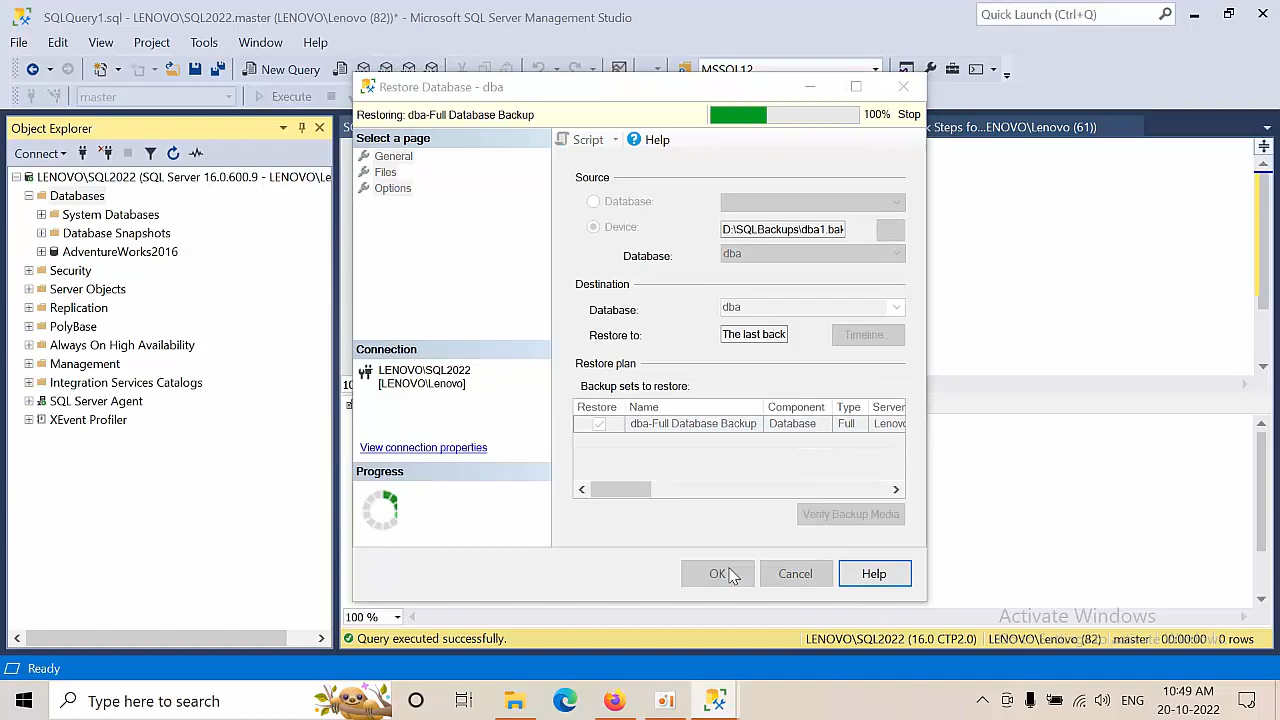 SQLQuery1.sql - LENOVO\SQL2022.master (LENOVO\Lenovo (82))* - Microsoft SQL Server Management Studio
Quick Launch (Ctrl+Q)
File Edit View Project Tools Window Help
New Query
MSSQL12
master
Execute
Restore Database - dba
Restoring: dba-Full Database Backup
100% Stop
Select a page
General
Files
Options
Script
Help
Object Explorer
k Steps fo...ENOVO\Lenovo (61))
Connect
LENOVO\SQL2022 (SQL Server 16.0.600.9 - LENOVO\Le
Databases
System Databases
Database Snapshots
AdventureWorks2016
Security
Server Objects
Replication
PolyBase
Always On High Availability
Management
Integration Services Catalogs
SQL Server Agent
XEvent Profiler
Source
Database:
Device:
D:\SQLBackups\dba1.bak
Database:
dba
Destination
Database:
dba
Restore to:
The last back
Timeline...
Restore plan
Backup sets to restore:
Restore Name Component Type Server
dba-Full Database Backup Database Full Lenovo
Verify Backup Media
Connection
LENOVO\SQL2022
[LENOVO\Lenovo]
View connection properties
Progress
OK
Cancel
Help
100 %
Activate Windows
Query executed successfully.
LENOVO\SQL2022 (16.0 CTP2.0)
LENOVO\Lenovo (82)
master
00:00:00
0 rows
Ready
Type here to search
ENG
10:49 AM
20-10-2022